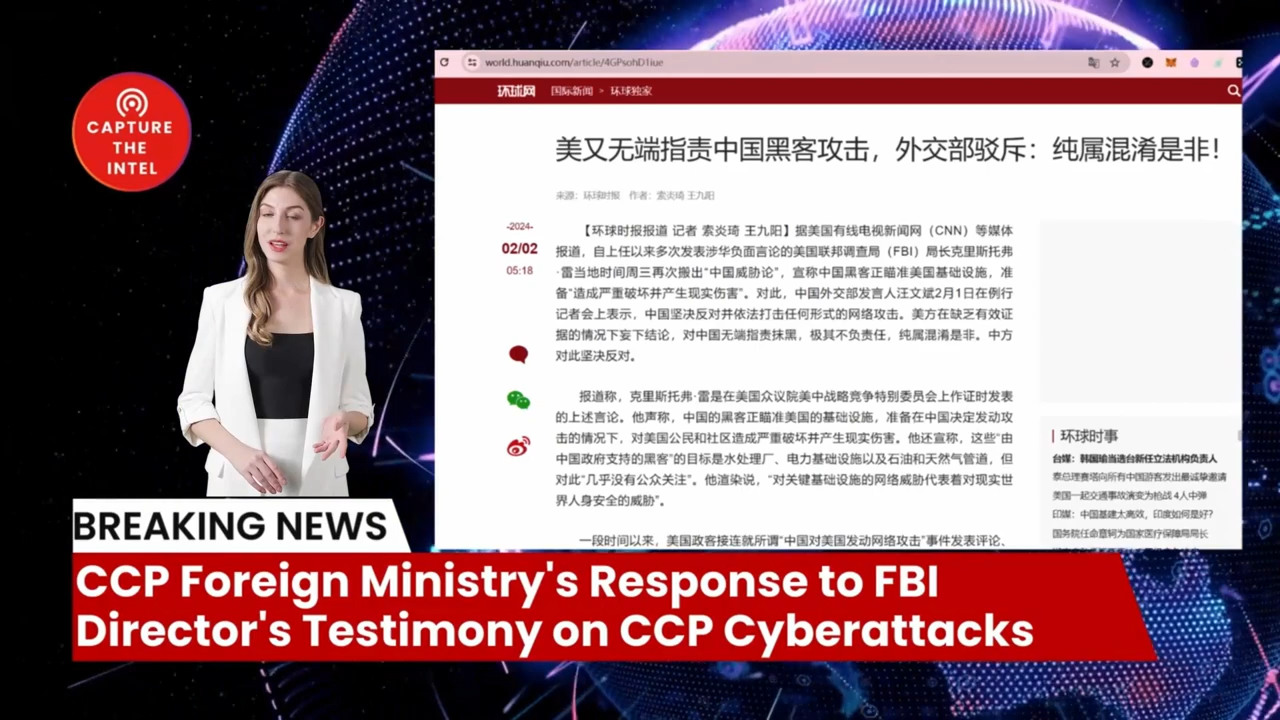 CAPTURE
THE
INTEL
world.huanqiu.com/article/4GPsohD1iue
环球网 国际新闻 > 环球独家
美又无端指责中国黑客攻击，外交部驳斥：纯属混淆是非！
来源：环球时报 作者：索炎琦 王九阳
-2024-
02/02
05:18
【环球时报报道 记者 索炎琦 王九阳】据美国有线电视新闻网（CNN）等媒体
报道，自上任以来多次发表涉华负面言论的美国联邦调查局（FBI）局长克里斯托弗
·雷当地时间周三再次搬出“中国威胁论”，宣称中国黑客正瞄准美国基础设施，准
备“造成严重破坏并产生现实伤害”。对此，中国外交部发言人汪文斌2月1日在例行
记者会上表示，中国坚决反对并依法打击任何形式的网络攻击。美方在缺乏有效证
据的情况下妄下结论，对中国无端指责抹黑，极其不负责任，纯属混淆是非。中方
对此坚决反对。
报道称，克里斯托弗·雷是在美国众议院美中战略竞争特别委员会上作证时发表
的上述言论。他声称，中国的黑客正瞄准美国的基础设施，准备在中国决定发动攻
击的情况下，对美国公民和社区造成严重破坏并产生现实伤害。他还宣称，这些“由
中国政府支持的黑客”的目标是水处理厂、电力基础设施以及石油和天然气管道，但
对此“几乎没有公众关注”。他渲染说，“对关键基础设施的网络威胁代表着对现实世
界人身安全的威胁”。
一段时间以来，美国政客接连就所谓“中国对美国发动网络攻击”事件发表评论、
环球时事
台媒：韩国瑜当选台新任立法机构负责人
泰总理赛塔向所有中国游客发出最诚挚邀请
美国一起交通事故演变为枪战 4人中弹
印媒：中国基建太高效，印度如何是好？
国务院任命章轲为国家医疗保障局局长
BREAKING NEWS
CCP Foreign Ministry's Response to FBI
Director's Testimony on CCP Cyberattacks